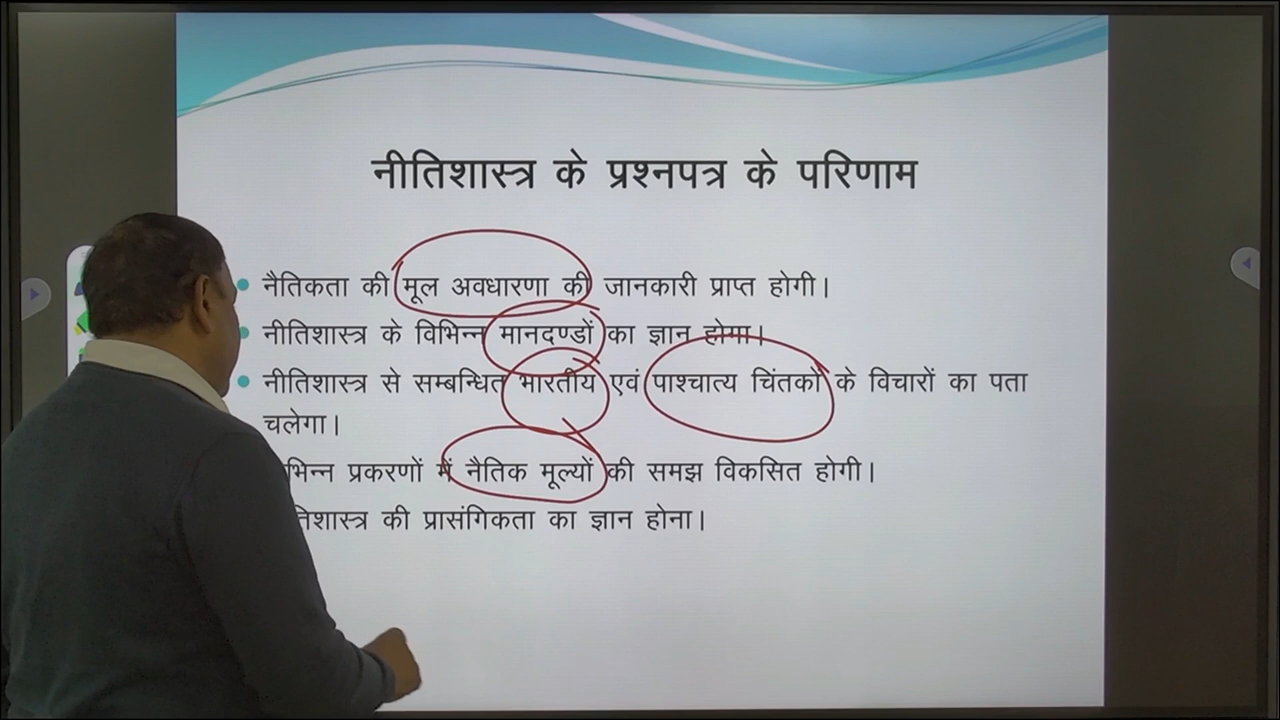 नीतिशास्त्र के प्रश्नपत्र के परिणाम
नैतिकता की मूल अवधारणा की जानकारी प्राप्त होगी।
नीतिशास्त्र के विभिन्न मानदण्डों का ज्ञान होगा।
नीतिशास्त्र से सम्बन्धित भारतीय एवं पाश्चात्य चिंतकों के विचारों का पता
चलेगा।
प्रकरणों में नैतिक मूल्यों की समझ विकसित होगी।
की प्रासंगिकता का ज्ञान होना।